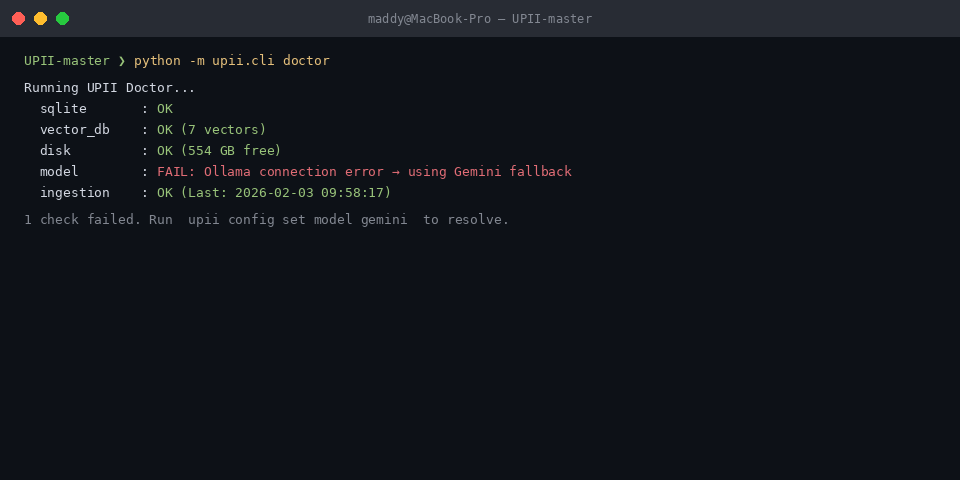 maddy@MacBook-Pro — UPII-master
UPII-master ❯ python -m upii.cli doctor
Running UPII Doctor...
sqlite : OK
vector_db : OK (7 vectors)
disk : OK (554 GB free)
model : FAIL: Ollama connection error → using Gemini fallback
ingestion : OK (Last: 2026-02-03 09:58:17)
1 check failed. Run  upii config set model gemini  to resolve.